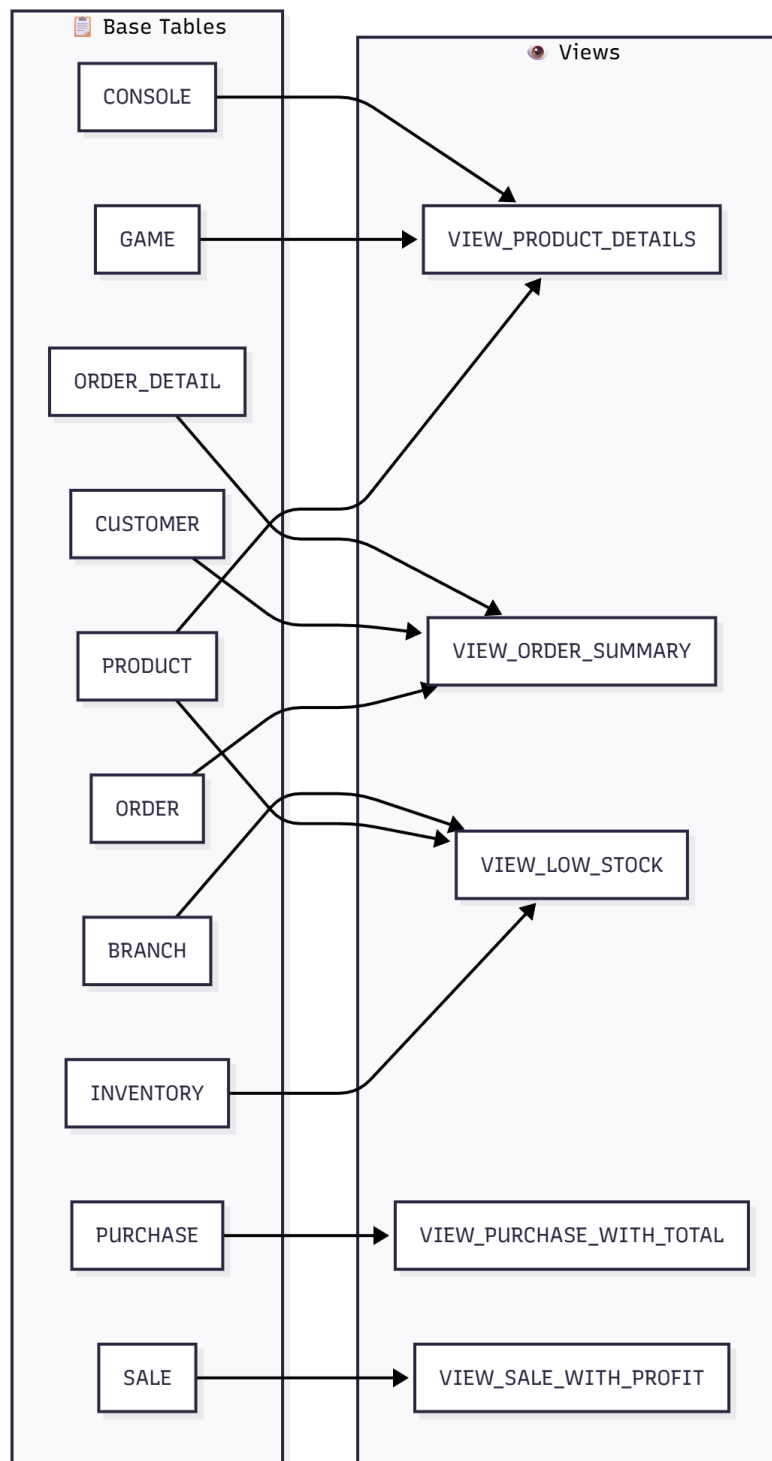 📋 Base Tables
CONSOLE
GAME
ORDER_DETAIL
CUSTOMER
PRODUCT
ORDER
BRANCH
INVENTORY
PURCHASE
SALE
👁️ Views
VIEW_PRODUCT_DETAILS
VIEW_ORDER_SUMMARY
VIEW_LOW_STOCK
VIEW_PURCHASE_WITH_TOTAL
VIEW_SALE_WITH_PROFIT